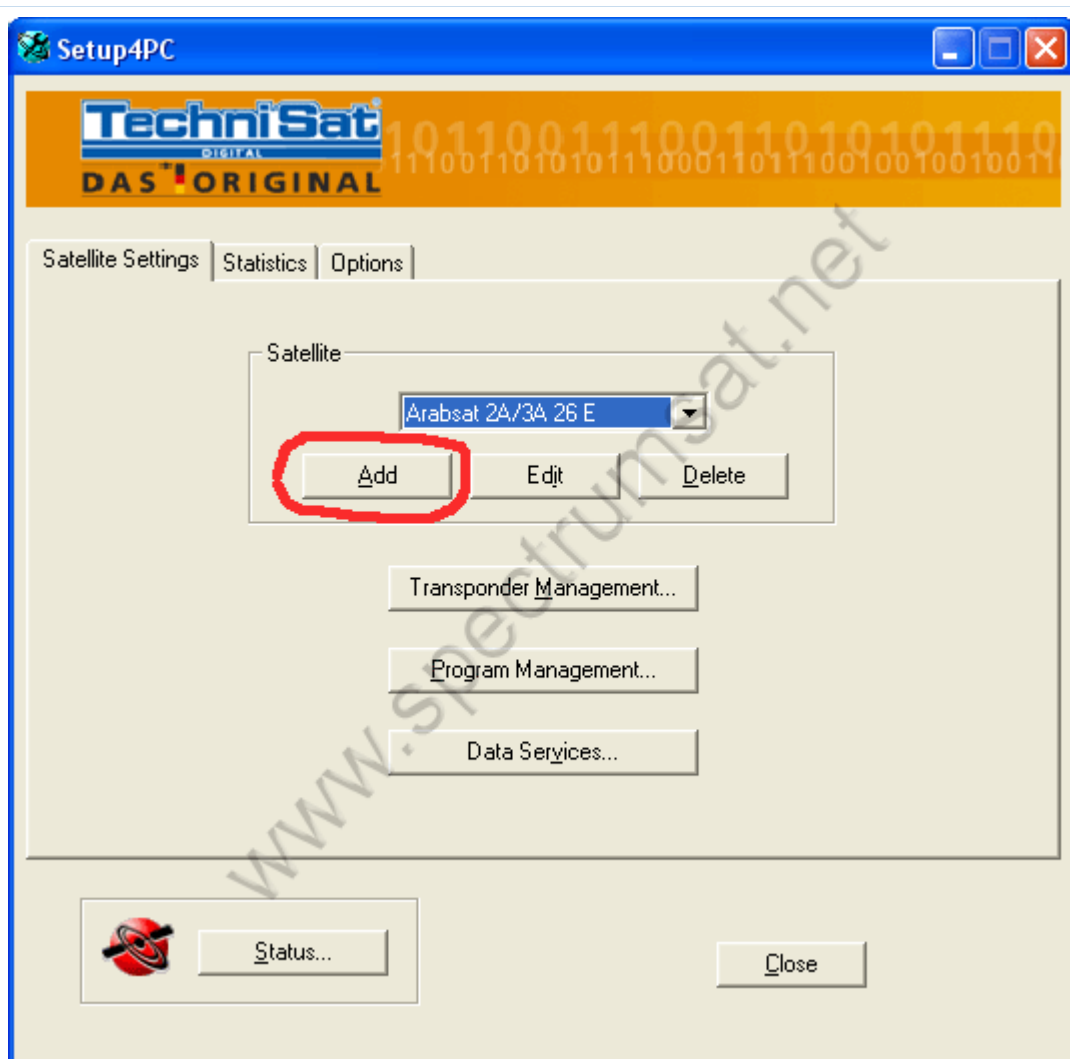 Setup4PC
TechniSat
DIGITAL
DAS ORIGINAL
Satellite Settings Statistics Options
Satellite
Arabsat 2A/3A 26 E
Add Edit Delete
Transponder Management...
Program Management...
Data Services...
www.spectrumsat.net
Status...
Close